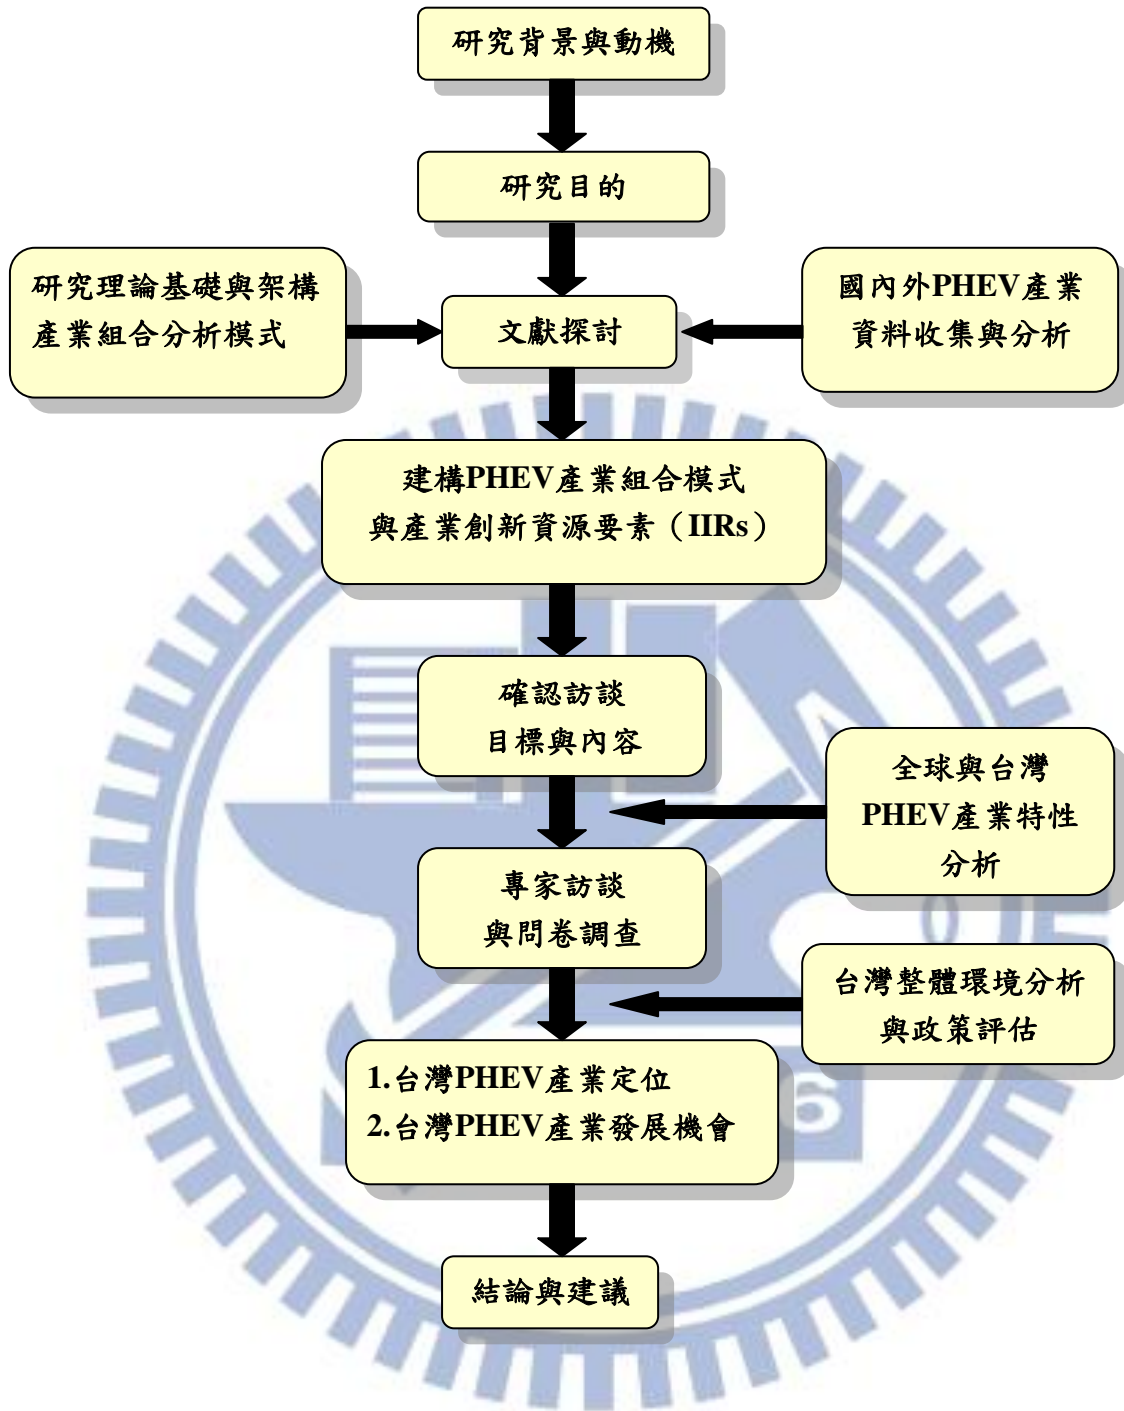 研究背景與動機
研究目的
研究理論基礎與架構
產業組合分析模式
文獻探討
國內外PHEV產業
資料收集與分析
建構PHEV產業組合模式
與產業創新資源要素（IIRs）
確認訪談
目標與內容
全球與台灣
PHEV產業特性
分析
專家訪談
與問卷調查
台灣整體環境分析
與政策評估
1.台灣PHEV產業定位
2.台灣PHEV產業發展機會
結論與建議